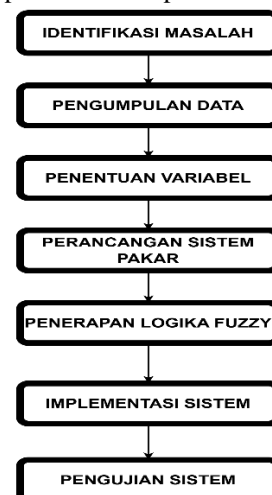 IDENTIFIKASI MASALAH
PENGUMPULAN DATA
PENENTUAN VARIABEL
PERANCANGAN SISTEM
PAKAR
PENERAPAN LOGIKA FUZZY
IMPLEMENTASI SISTEM
PENGUJIAN SISTEM